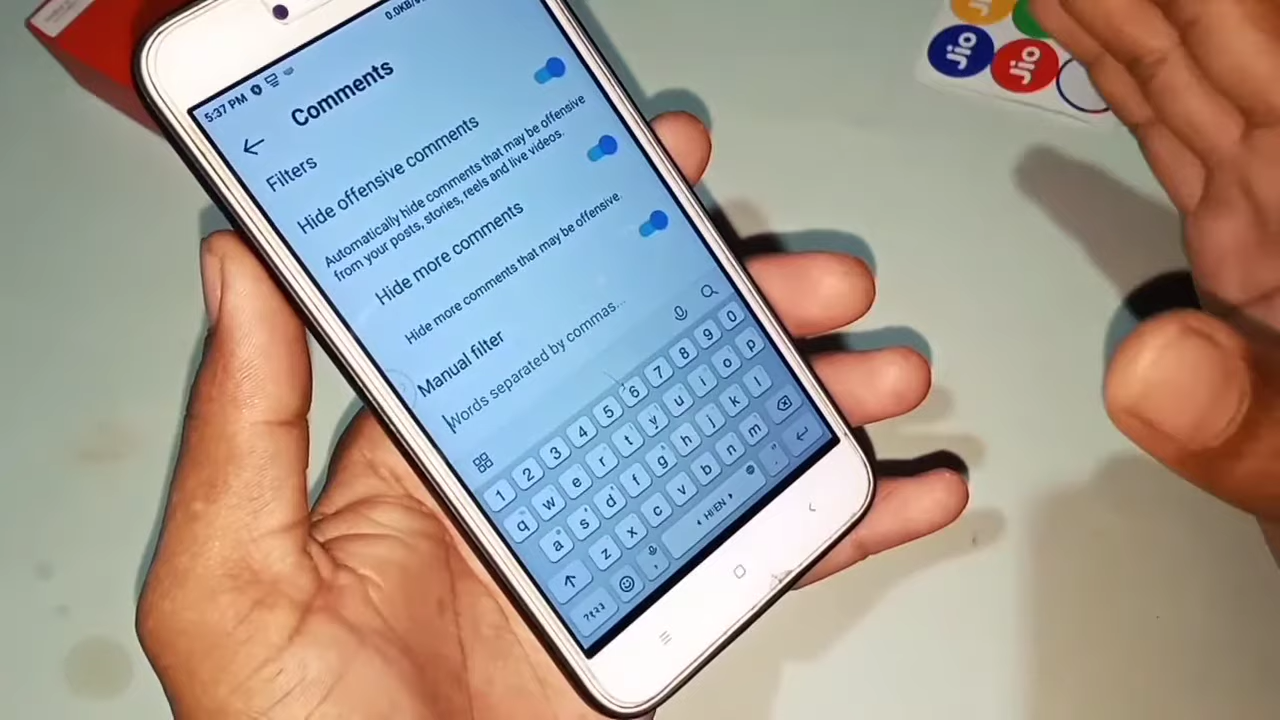 5:37 PM
Comments
Filters
Hide offensive comments
Automatically hide comments that may be offensive
from your posts, stories, reels and live videos.
Hide more comments
Hide more comments that may be offensive.
Manual filter
Words separated by commas...
1 2 3 4 5 6 7 8 9 0
q w e r t y u i o p
a s d f g h j k l
z x c v b n m
?१२३ , HI/EN .
Jio
Jio